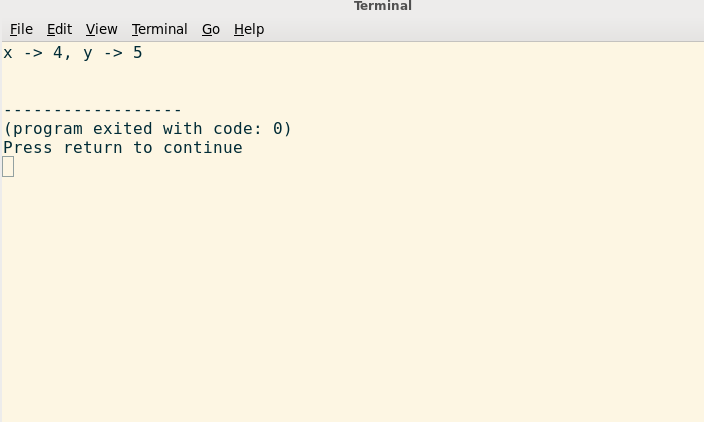 Terminal
File Edit View Terminal Go Help
x -> 4, y -> 5
------------------
(program exited with code: 0)
Press return to continue